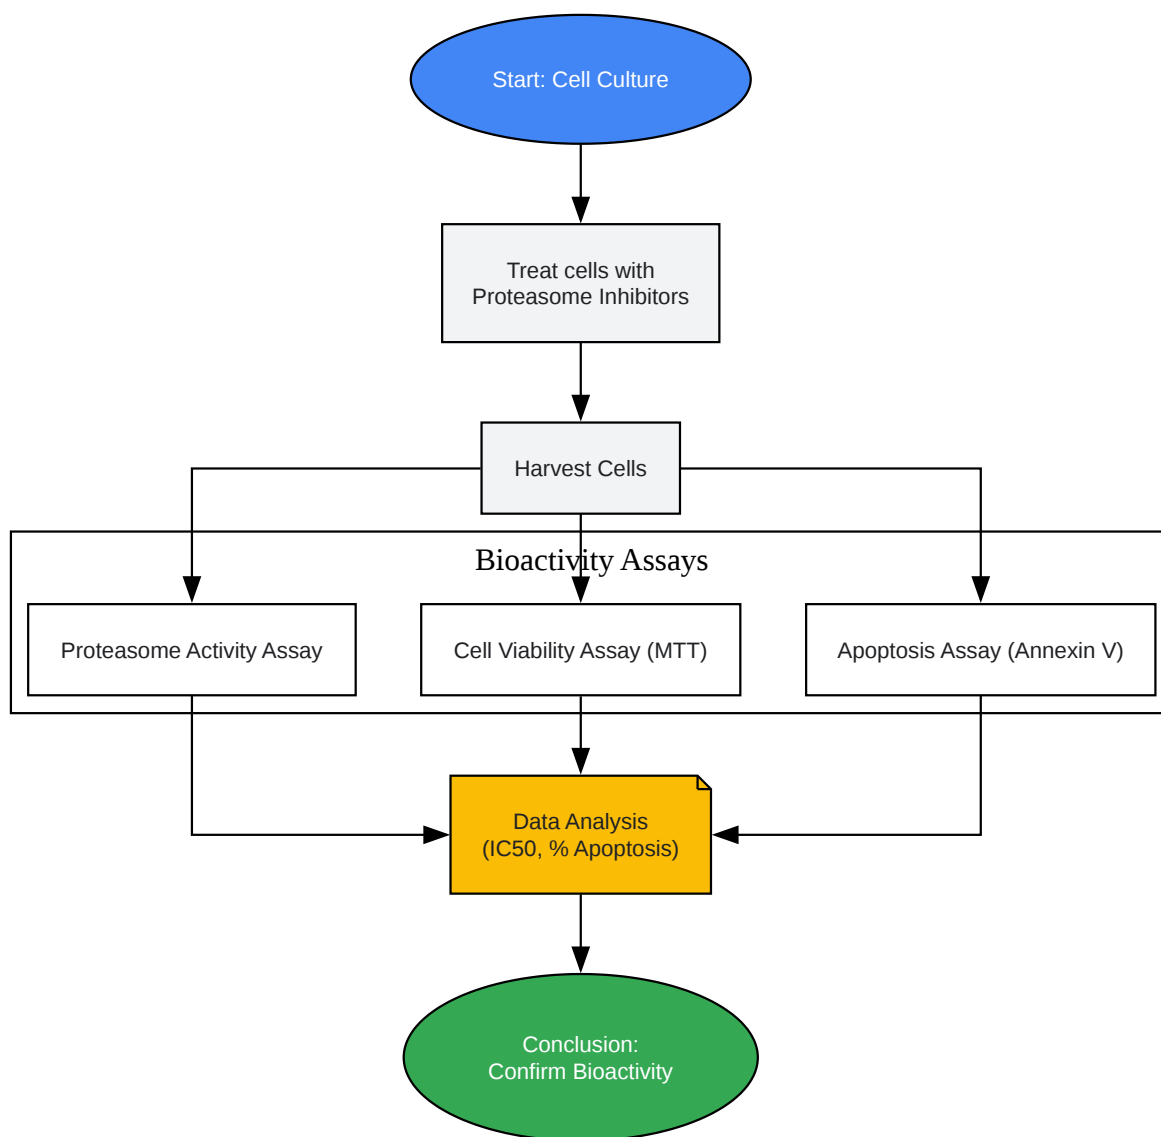 Start: Cell Culture
Treat cells with
Proteasome Inhibitors
Harvest Cells
Bioactivity Assays
Proteasome Activity Assay
Cell Viability Assay (MTT)
Apoptosis Assay (Annexin V)
Data Analysis
(IC50, % Apoptosis)
Conclusion:
Confirm Bioactivity